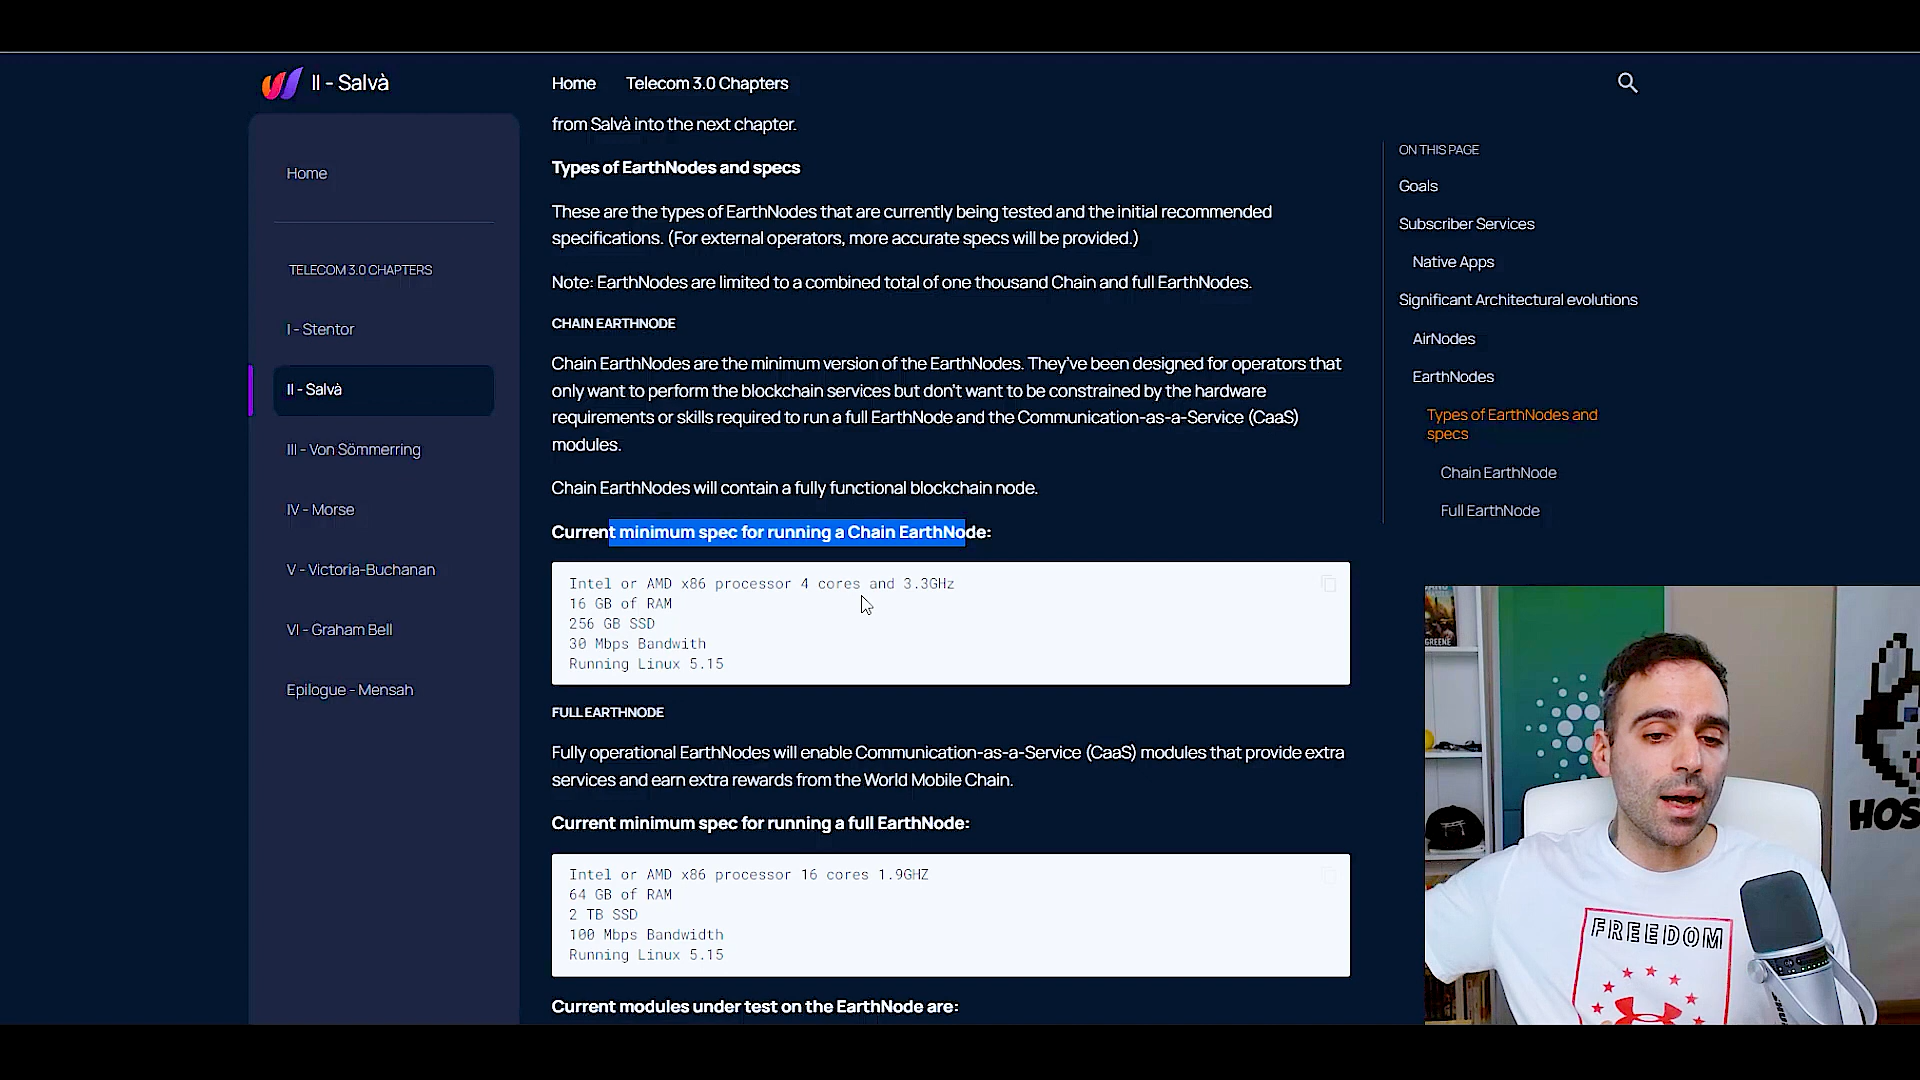 II - Salvà
Home
Telecom 3.0 Chapters
Home
TELECOM 3.0 CHAPTERS
I - Stentor
II - Salvà
III - Von Sömmerring
IV - Morse
V - Victoria-Buchanan
VI - Graham Bell
Epilogue - Mensah
from Salvà into the next chapter.
Types of EarthNodes and specs
These are the types of EarthNodes that are currently being tested and the initial recommended
specifications. (For external operators, more accurate specs will be provided.)
Note: EarthNodes are limited to a combined total of one thousand Chain and full EarthNodes.
CHAIN EARTHNODE
Chain EarthNodes are the minimum version of the EarthNodes. They've been designed for operators that
only want to perform the blockchain services but don't want to be constrained by the hardware
requirements or skills required to run a full EarthNode and the Communication-as-a-Service (CaaS)
modules.
Chain EarthNodes will contain a fully functional blockchain node.
Current minimum spec for running a Chain EarthNode:
Intel or AMD x86 processor 4 cores and 3.3GHz
16 GB of RAM
256 GB SSD
30 Mbps Bandwith
Running Linux 5.15
FULL EARTHNODE
Fully operational EarthNodes will enable Communication-as-a-Service (CaaS) modules that provide extra
services and earn extra rewards from the World Mobile Chain.
Current minimum spec for running a full EarthNode:
Intel or AMD x86 processor 16 cores 1.9GHZ
64 GB of RAM
2 TB SSD
100 Mbps Bandwidth
Running Linux 5.15
Current modules under test on the EarthNode are:
ON THIS PAGE
Goals
Subscriber Services
Native Apps
Significant Architectural evolutions
AirNodes
EarthNodes
Types of EarthNodes and
specs
Chain EarthNode
Full EarthNode
GREENE
HOS
FREEDOM